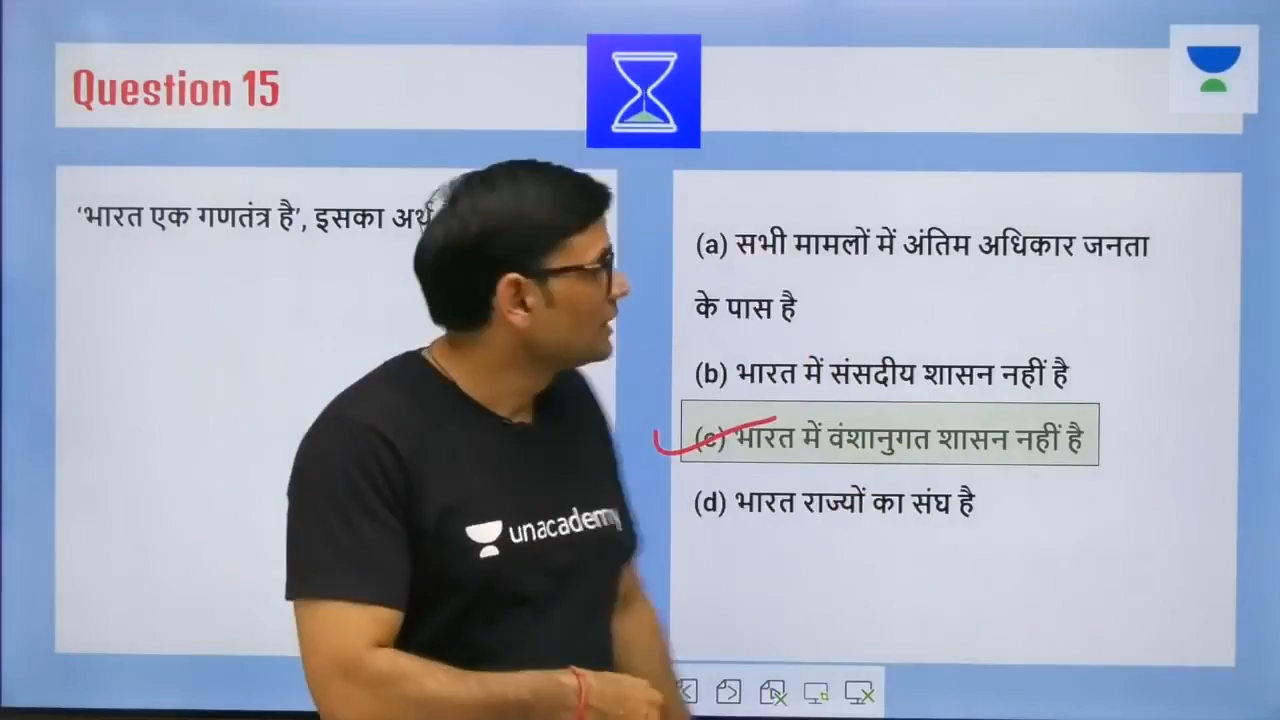 Question 15
‘भारत एक गणतंत्र है’, इसका अर्थ
(a) सभी मामलों में अंतिम अधिकार जनता
के पास है
(b) भारत में संसदीय शासन नहीं है
(c) भारत में वंशानुगत शासन नहीं है
(d) भारत राज्यों का संघ है
unacademy